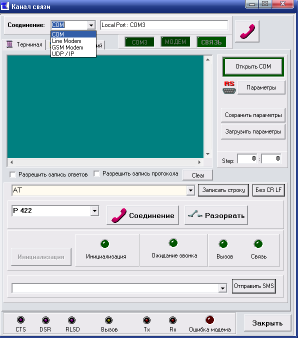 Канал связи
Соединение: COM Local Port : COM3
COM
Line Modem
GSM Modem
UDP / IP
Терминал
COM3 МОДЕМ СВЯЗЬ
Открыть COM
RS
Параметры
Сохранить параметры
Загрузить параметры
Step: 0 : 0
Разрешить запись ответов Разрешить запись протокола Clear
AT Записать строку Без CR LF
P 422 Соединение Разорвать
Инициализация Инициализация Ожидание звонка Вызов Связь
Отправить SMS
CTS DSR RLSD Вызов Tx Rx Ошибка модема Закрыть